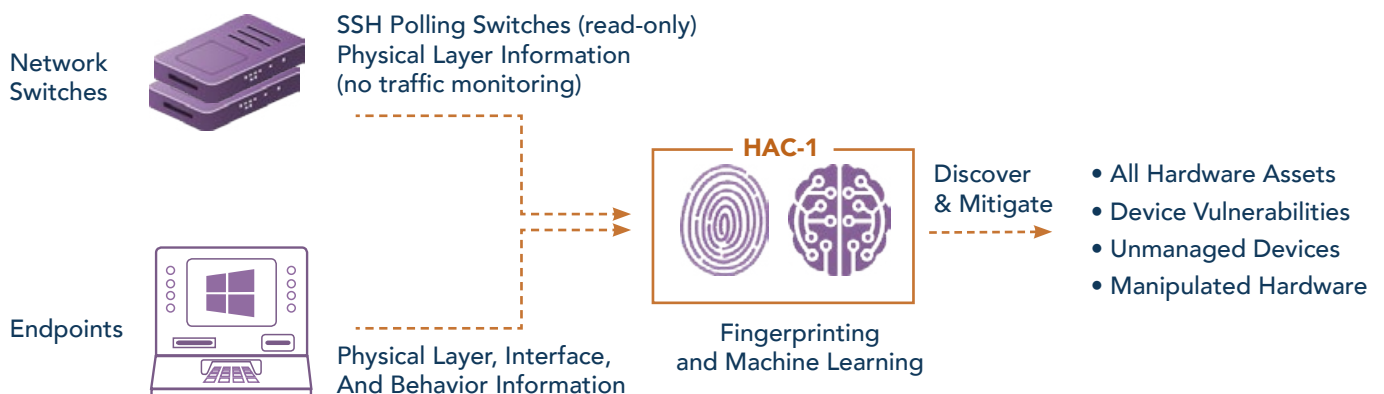 Network
Switches
SSH Polling Switches (read-only)
Physical Layer Information
(no traffic monitoring)
Endpoints
Physical Layer, Interface,
And Behavior Information
HAC-1
Fingerprinting
and Machine Learning
Discover
& Mitigate
• All Hardware Assets
• Device Vulnerabilities
• Unmanaged Devices
• Manipulated Hardware